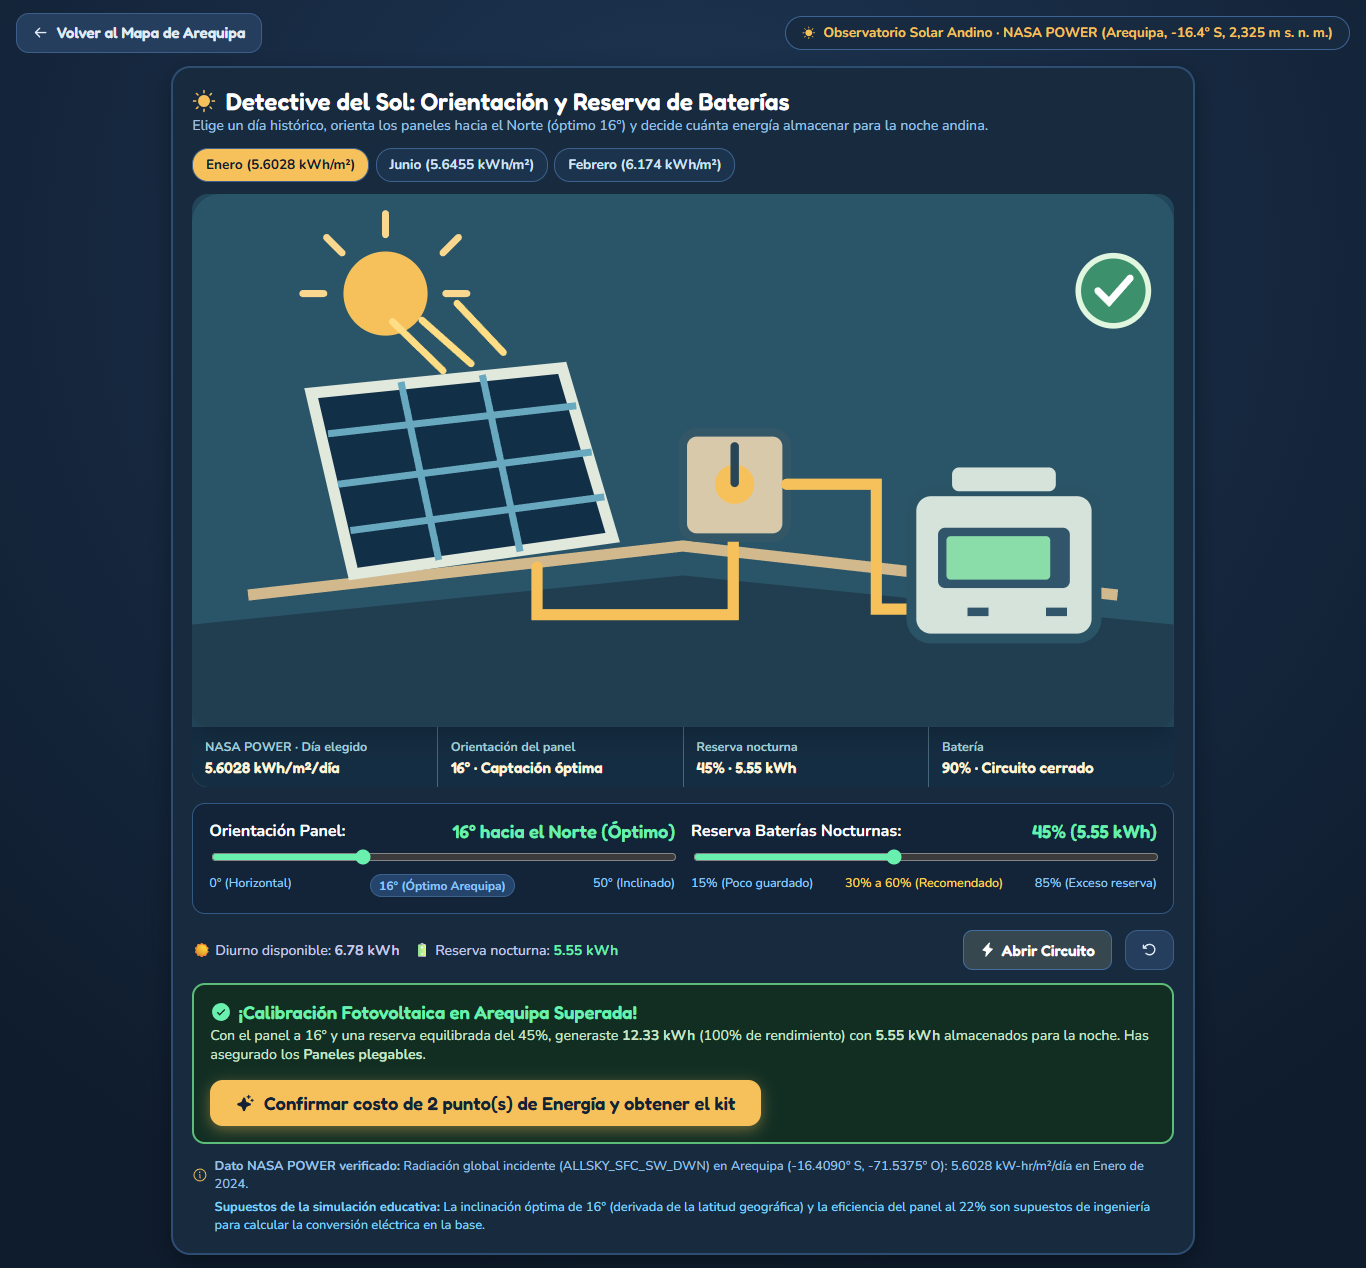 Volver al Mapa de Arequipa
Observatorio Solar Andino · NASA POWER (Arequipa, -16.4° S, 2,325 m s. n. m.)
Detective del Sol: Orientación y Reserva de Baterías
Elige un día histórico, orienta los paneles hacia el Norte (óptimo 16°) y decide cuánta energía almacenar para la noche andina.
Enero (5.6028 kWh/m²)
Junio (5.6455 kWh/m²)
Febrero (6.174 kWh/m²)
NASA POWER · Día elegido
5.6028 kWh/m²/día
Orientación del panel
16° · Captación óptima
Reserva nocturna
45% · 5.55 kWh
Batería
90% · Circuito cerrado
Orientación Panel:
16° hacia el Norte (Óptimo)
0° (Horizontal)
16° (Óptimo Arequipa)
50° (Inclinado)
Reserva Baterías Nocturnas:
45% (5.55 kWh)
15% (Poco guardado)
30% a 60% (Recomendado)
85% (Exceso reserva)
Diurno disponible: 6.78 kWh
Reserva nocturna: 5.55 kWh
Abrir Circuito
¡Calibración Fotovoltaica en Arequipa Superada!
Con el panel a 16° y una reserva equilibrada del 45%, generaste 12.33 kWh (100% de rendimiento) con 5.55 kWh almacenados para la noche. Has
asegurado los Paneles plegables.
Confirmar costo de 2 punto(s) de Energía y obtener el kit
Dato NASA POWER verificado: Radiación global incidente (ALLSKY_SFC_SW_DWN) en Arequipa (-16.4090° S, -71.5375° O): 5.6028 kW-hr/m²/día en Enero de
2024.
Supuestos de la simulación educativa: La inclinación óptima de 16° (derivada de la latitud geográfica) y la eficiencia del panel al 22% son supuestos de ingeniería
para calcular la conversión eléctrica en la base.